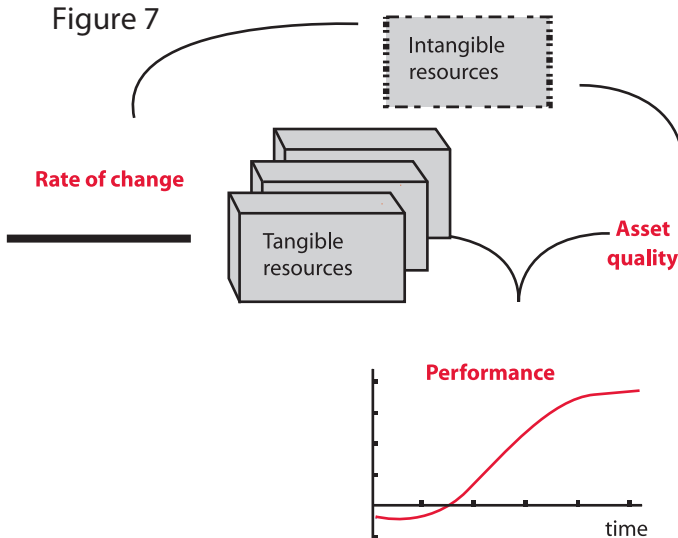 Figure 7
Intangible
resources
Rate of change
Tangible
resources
Asset
quality
Performance
time